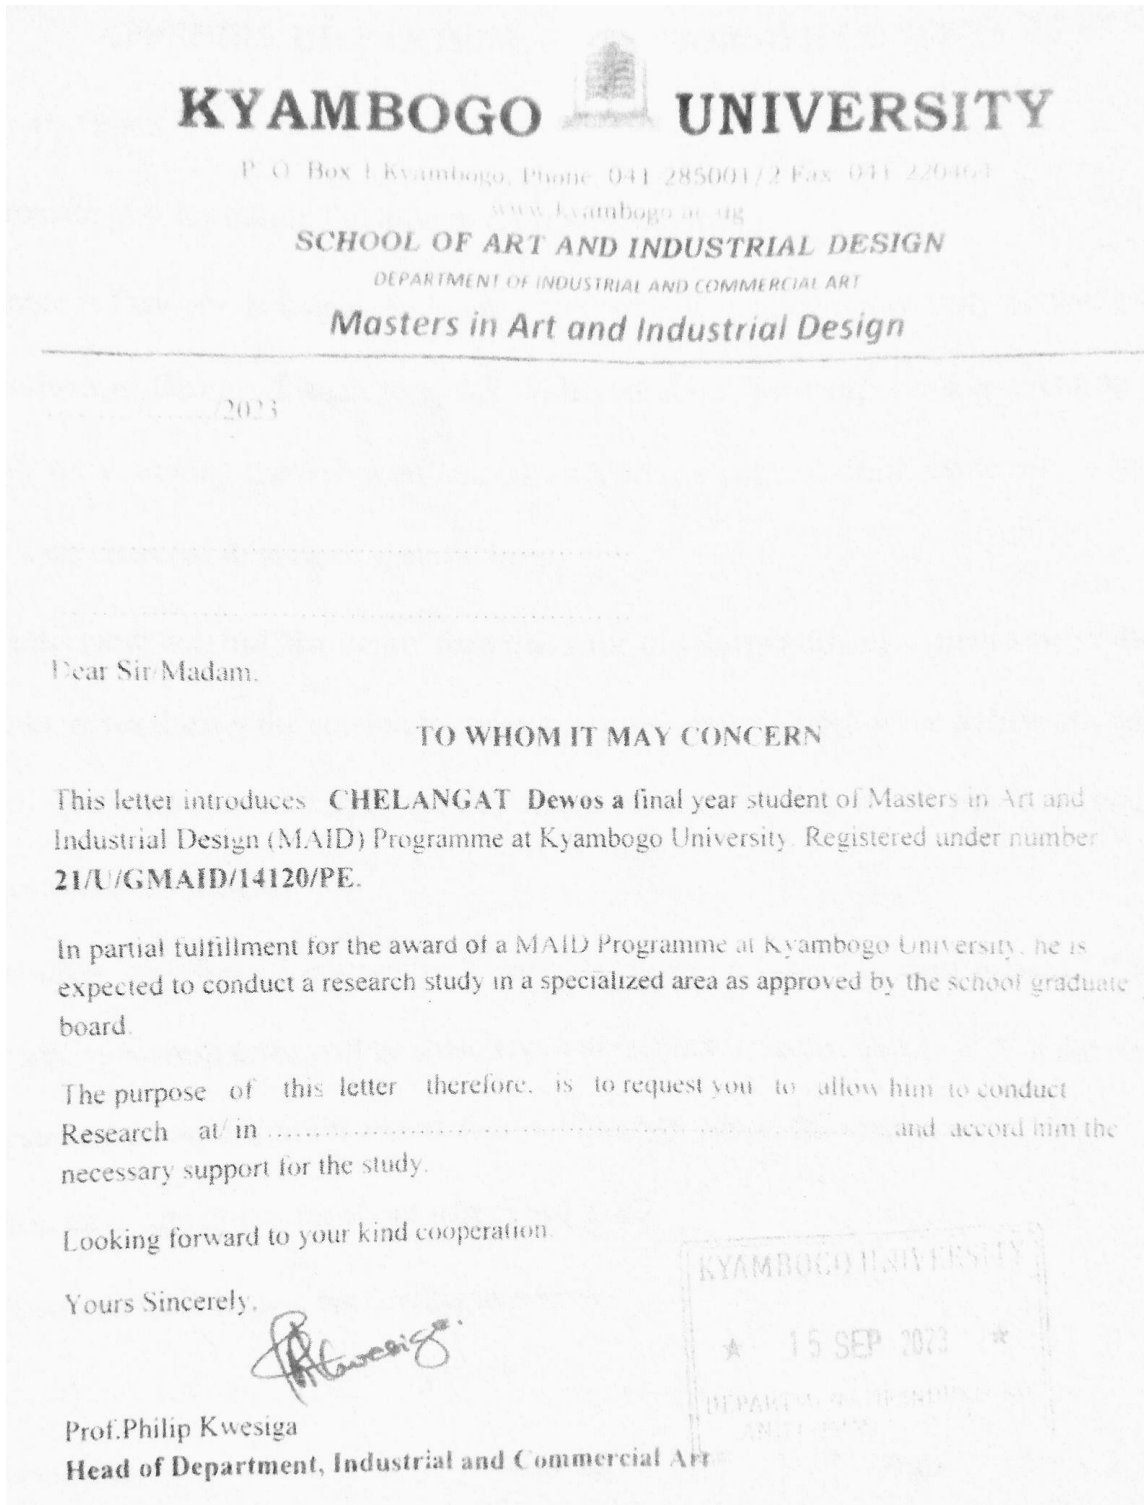 KYAMBOGO UNIVERSITY
P. O. Box 1 Kyambogo, Phone: 041-285001/2 Fax: 041-220464
www.kyambogo.ac.ug
SCHOOL OF ART AND INDUSTRIAL DESIGN
DEPARTMENT OF INDUSTRIAL AND COMMERCIAL ART
Masters in Art and Industrial Design
................../2023
Dear Sir/Madam.
TO WHOM IT MAY CONCERN
This letter introduces CHELANGAT Dewos a final year student of Masters in Art and
Industrial Design (MAID) Programme at Kyambogo University. Registered under number
21/U/GMAID/14120/PE.
In partial fulfillment for the award of a MAID Programme at Kyambogo University, he is
expected to conduct a research study in a specialized area as approved by the school graduate
board.
The purpose of this letter therefore, is to request you to allow him to conduct
Research at/ in ........................................................................ and accord him the
necessary support for the study.
Looking forward to your kind cooperation.
Yours Sincerely,
Kwesiga
Prof.Philip Kwesiga
Head of Department, Industrial and Commercial Art
KYAMBOGO UNIVERSITY
★ 15 SEP 2023 ★